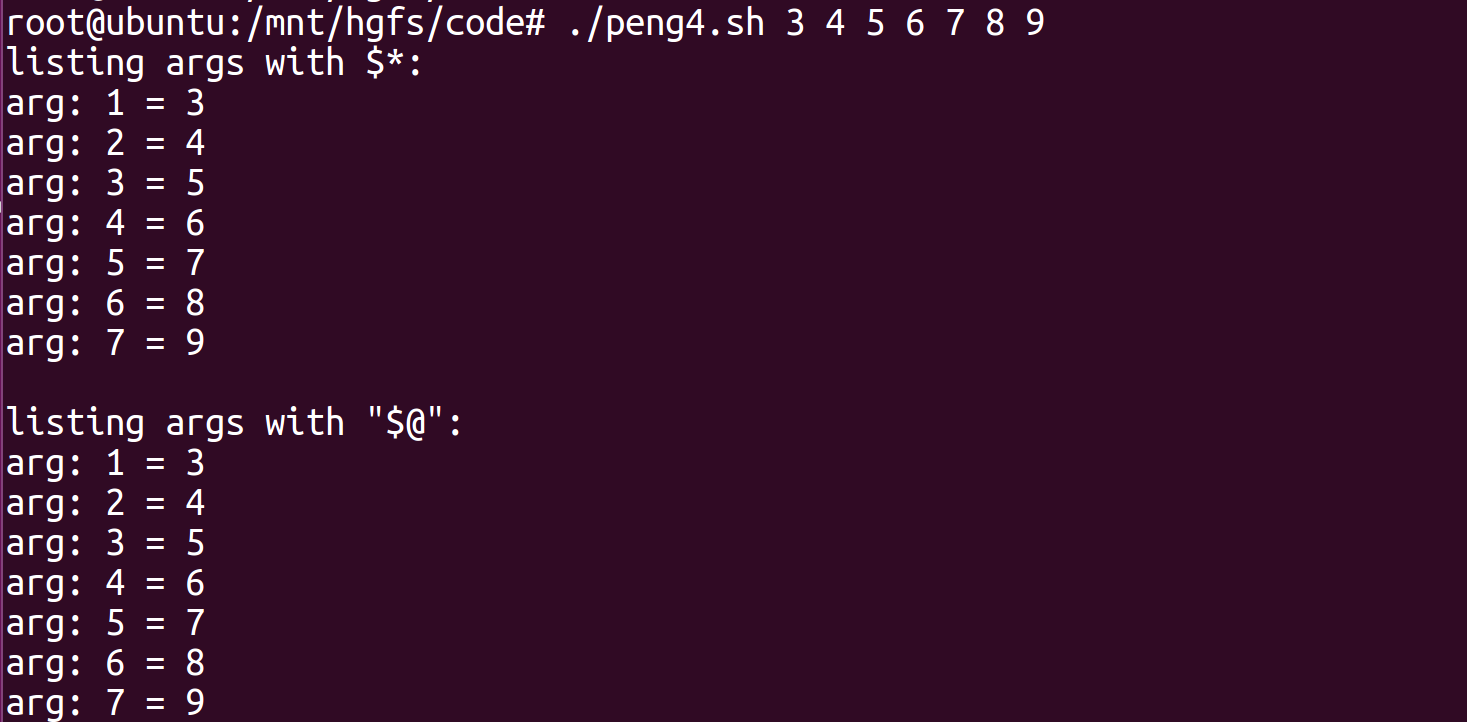 root@ubuntu:/mnt/hgfs/code# ./peng4.sh 3 4 5 6 7 8 9
listing args with $*:
arg: 1 = 3
arg: 2 = 4
arg: 3 = 5
arg: 4 = 6
arg: 5 = 7
arg: 6 = 8
arg: 7 = 9

listing args with "$@":
arg: 1 = 3
arg: 2 = 4
arg: 3 = 5
arg: 4 = 6
arg: 5 = 7
arg: 6 = 8
arg: 7 = 9